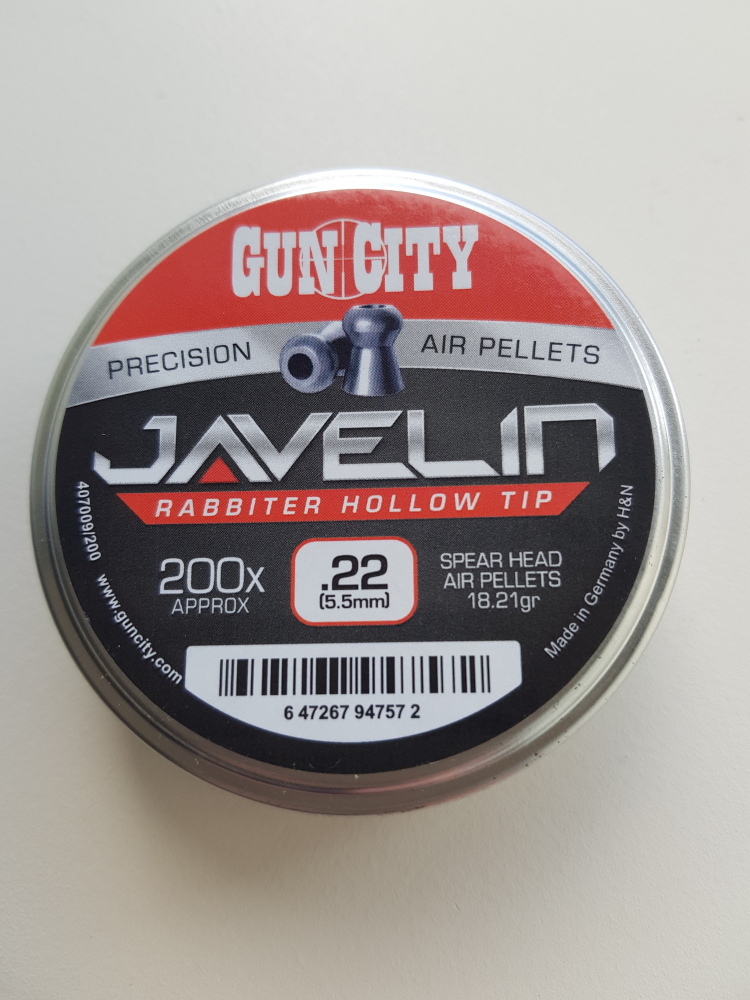 GUN CITY
PRECISION AIR PELLETS
JAVELIN
RABBITER HOLLOW TIP
200x
APPROX
.22
(5.5mm)
SPEAR HEAD
AIR PELLETS
18.21gr
407009/200 www.guncity.com
Made in Germany by H&N
6 47267 94757 2